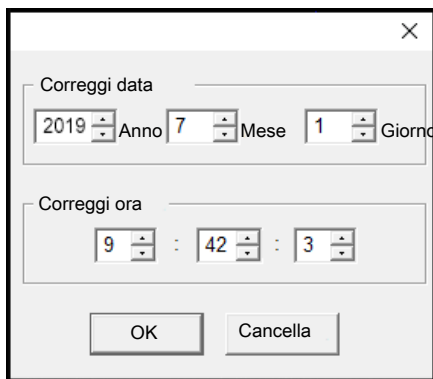 Correggi data
2019 Anno 7 Mese 1 Giorno
Correggi ora
9 : 42 : 3
OK Cancella